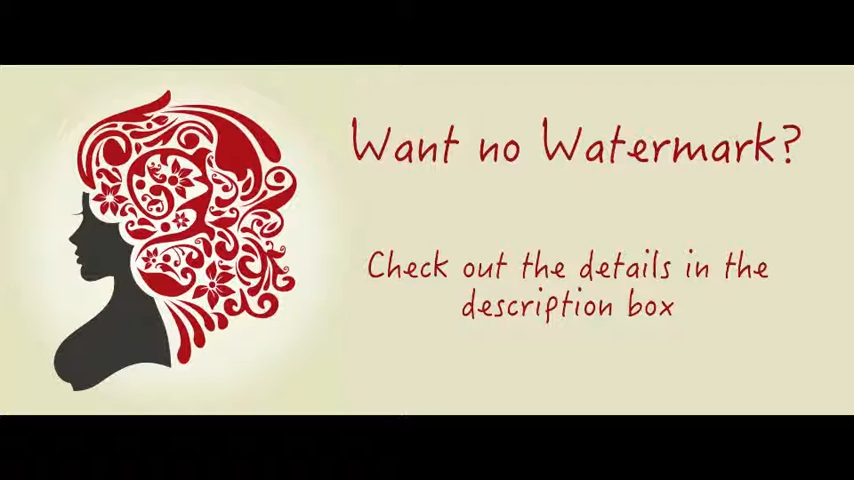 Want no Watermark?
Check out the details in the
description box